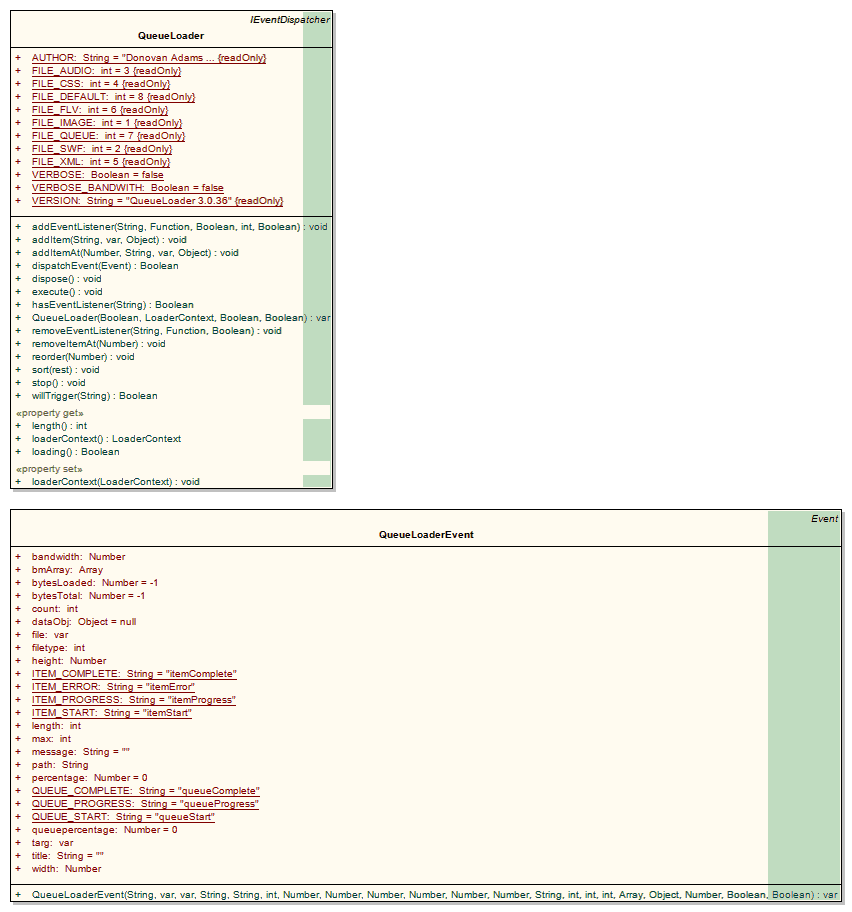 IEventDispatcher
QueueLoader
+ AUTHOR: String = "Donovan Adams ... {readOnly}
+ FILE_AUDIO: int = 3 {readOnly}
+ FILE_CSS: int = 4 {readOnly}
+ FILE_DEFAULT: int = 8 {readOnly}
+ FILE_FLV: int = 6 {readOnly}
+ FILE_IMAGE: int = 1 {readOnly}
+ FILE_QUEUE: int = 7 {readOnly}
+ FILE_SWF: int = 2 {readOnly}
+ FILE_XML: int = 5 {readOnly}
+ VERBOSE: Boolean = false
+ VERBOSE_BANDWITH: Boolean = false
+ VERSION: String = "QueueLoader 3.0.36" {readOnly}
+ addEventListener(String, Function, Boolean, int, Boolean) : void
+ addItem(String, var, Object) : void
+ addItemAt(Number, String, var, Object) : void
+ dispatchEvent(Event) : Boolean
+ dispose() : void
+ execute() : void
+ hasEventListener(String) : Boolean
+ QueueLoader(Boolean, LoaderContext, Boolean, Boolean) : var
+ removeEventListener(String, Function, Boolean) : void
+ removeItemAt(Number) : void
+ reorder(Number) : void
+ sort(rest) : void
+ stop() : void
+ willTrigger(String) : Boolean
«property get»
+ length() : int
+ loaderContext() : LoaderContext
+ loading() : Boolean
«property set»
+ loaderContext(LoaderContext) : void
Event
QueueLoaderEvent
+ bandwidth: Number
+ bmArray: Array
+ bytesLoaded: Number = -1
+ bytesTotal: Number = -1
+ count: int
+ dataObj: Object = null
+ file: var
+ filetype: int
+ height: Number
+ ITEM_COMPLETE: String = "itemComplete"
+ ITEM_ERROR: String = "itemError"
+ ITEM_PROGRESS: String = "itemProgress"
+ ITEM_START: String = "itemStart"
+ length: int
+ max: int
+ message: String = ""
+ path: String
+ percentage: Number = 0
+ QUEUE_COMPLETE: String = "queueComplete"
+ QUEUE_PROGRESS: String = "queueProgress"
+ QUEUE_START: String = "queueStart"
+ queuepercentage: Number = 0
+ targ: var
+ title: String = ""
+ width: Number
+ QueueLoaderEvent(String, var, var, String, String, int, Number, Number, Number, Number, Number, Number, String, int, int, int, Array, Object, Number, Boolean, Boolean) : var